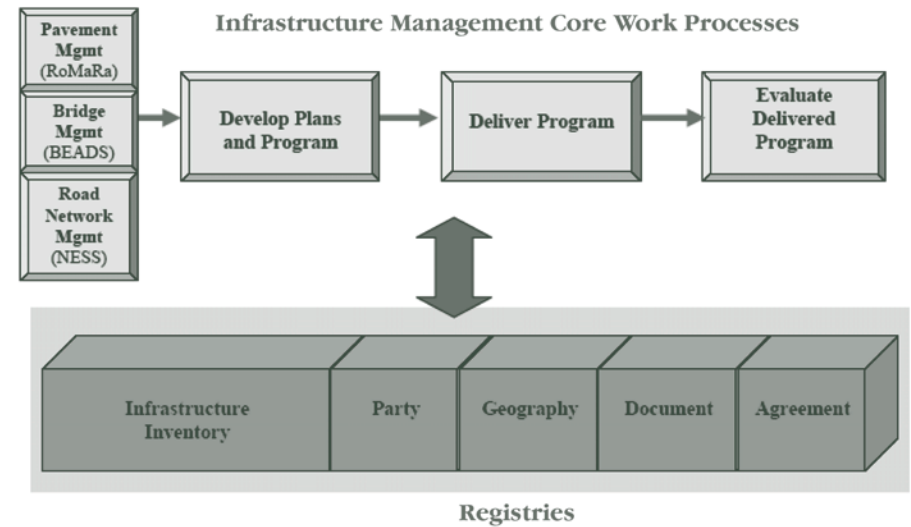 Infrastructure Management Core Work Processes
Pavement
Mgmt
(RoMaRa)
Bridge
Mgmt
(BEADS)
Road
Network
Mgmt
(NESS)
Develop Plans
and Program
Deliver Program
Evaluate
Delivered
Program
Infrastructure
Inventory
Party
Geography
Document
Agreement
Registries